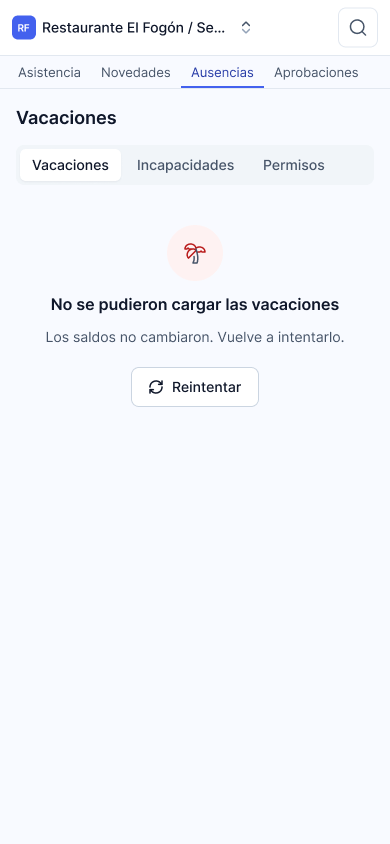 RF Restaurante El Fogón / Se...
Asistencia Novedades Ausencias Aprobaciones
Vacaciones
Vacaciones Incapacidades Permisos
No se pudieron cargar las vacaciones
Los saldos no cambiaron. Vuelve a intentarlo.
Reintentar